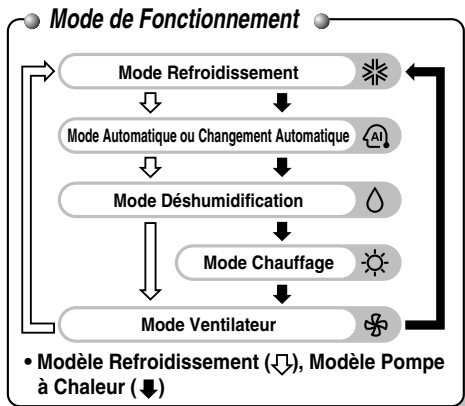 Mode de Fonctionnement
Mode Refroidissement
Mode Automatique ou Changement Automatique
AI
Mode Déshumidification
Mode Chauffage
Mode Ventilateur
• Modèle Refroidissement (⇩), Modèle Pompe
à Chaleur (⬇)